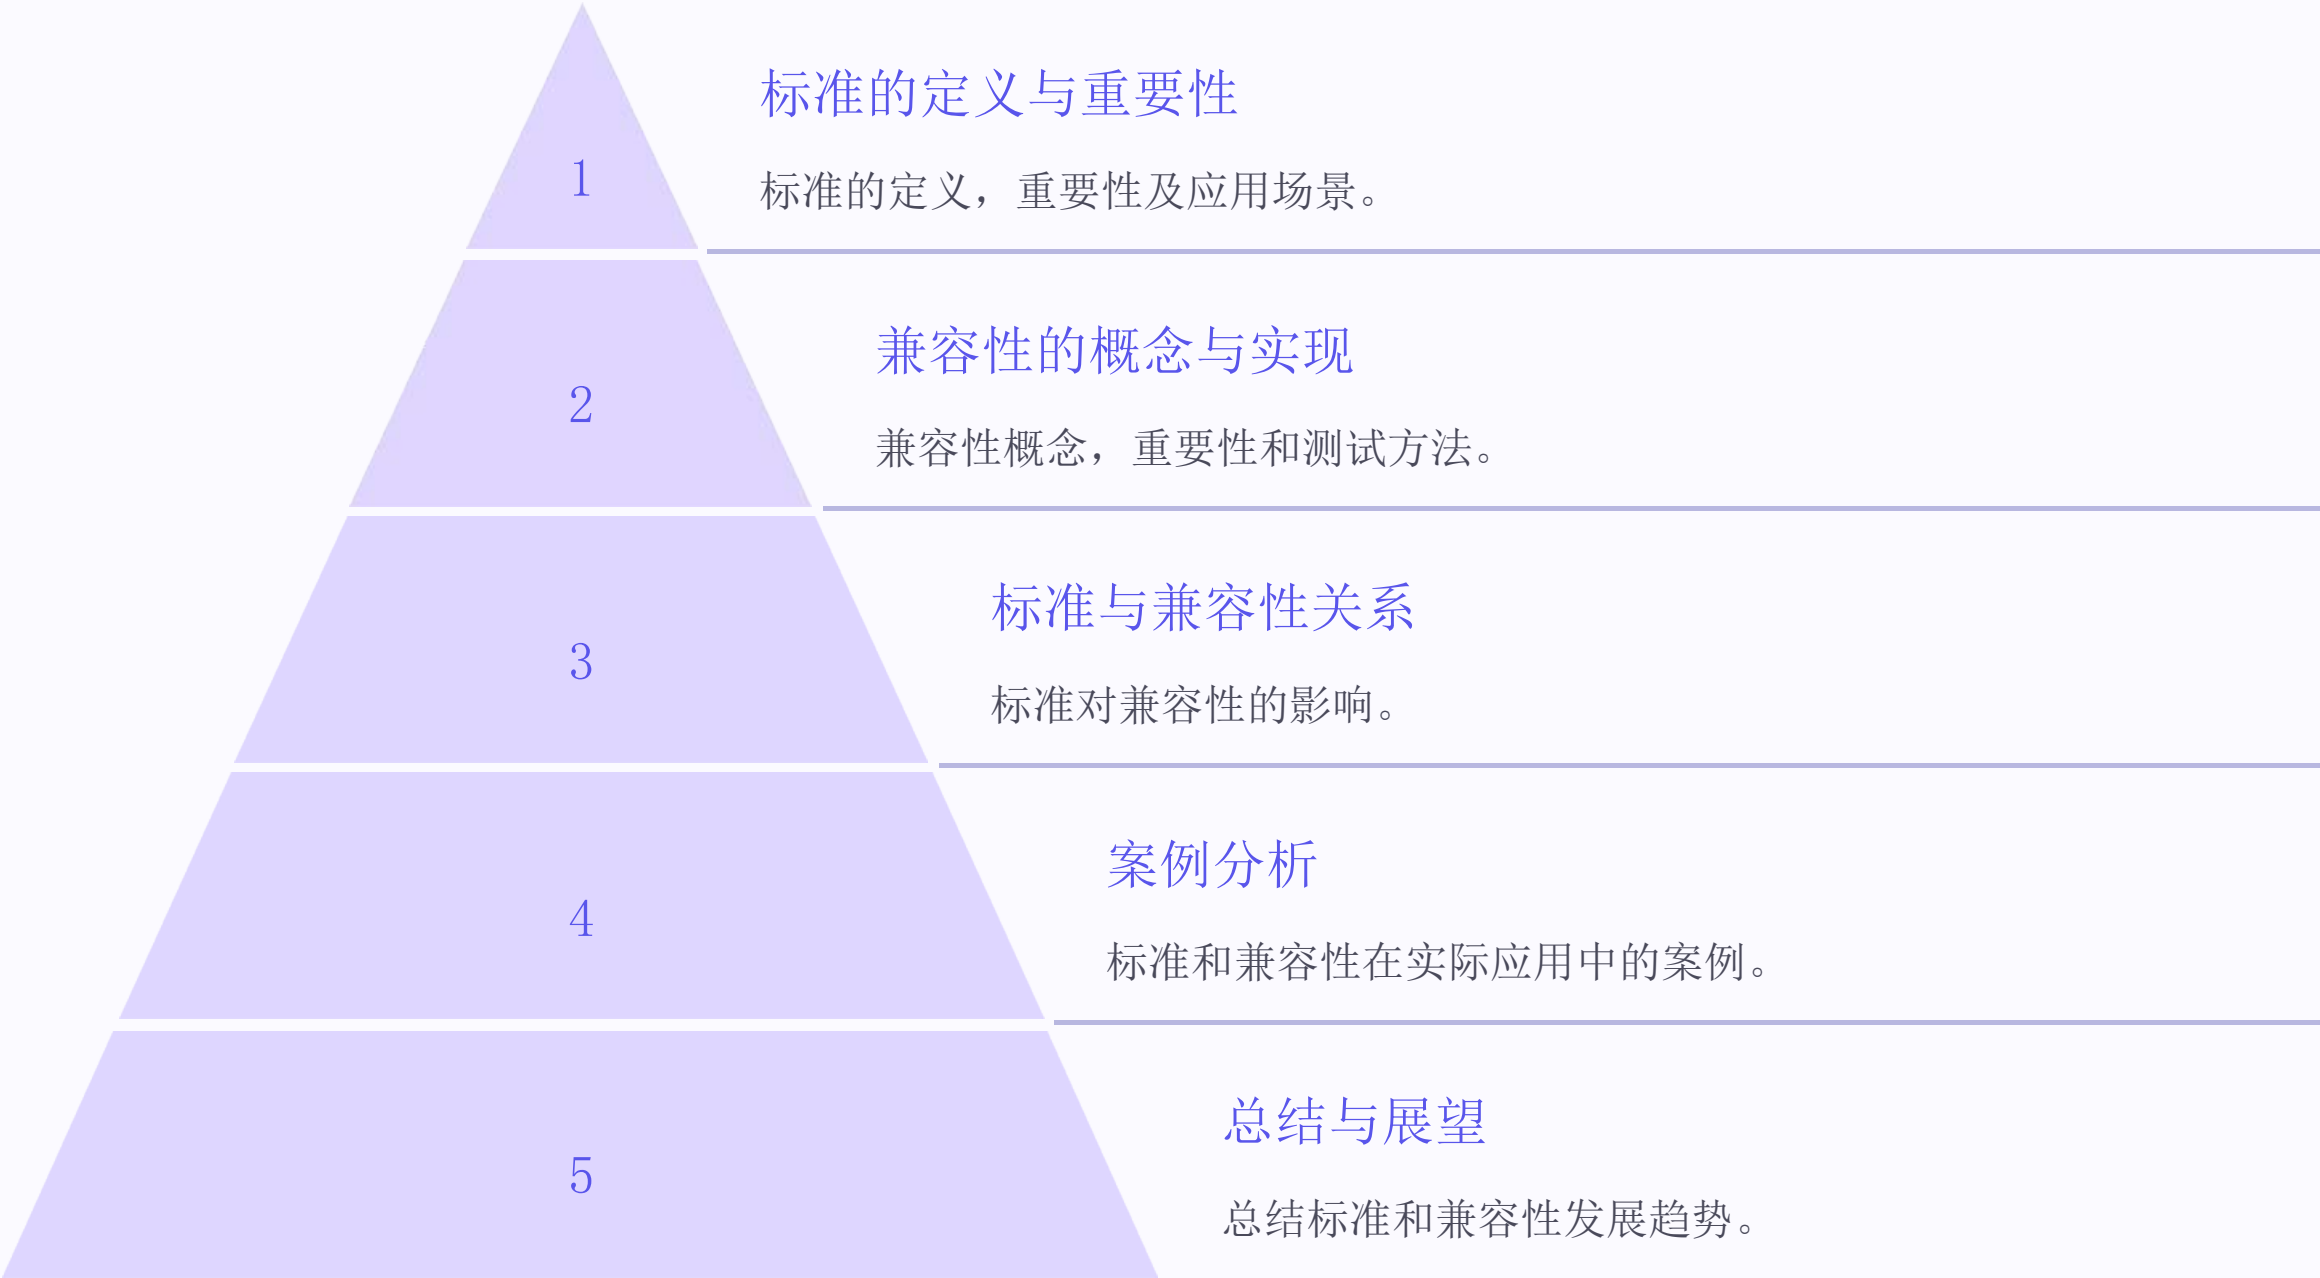 标准的定义与重要性
1
标准的定义，重要性及应用场景。
兼容性的概念与实现
2
兼容性概念，重要性和测试方法。
标准与兼容性关系
3
标准对兼容性的影响。
案例分析
4
标准和兼容性在实际应用中的案例。
总结与展望
5
总结标准和兼容性发展趋势。